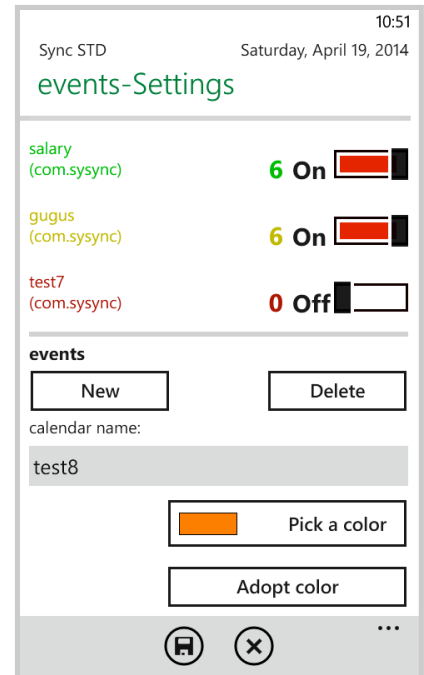 10:51
Sync STD Saturday, April 19, 2014
events-Settings
salary
(com.sysync) 6 On
gugus
(com.sysync) 6 On
test7
(com.sysync) 0 Off
events
New Delete
calendar name:
test8
Pick a color
Adopt color
...